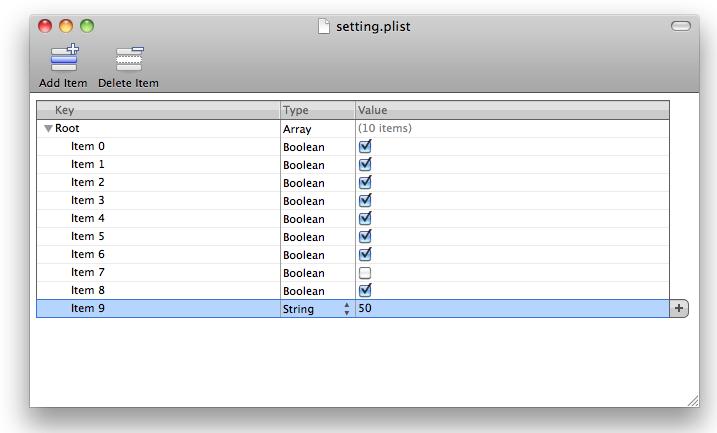 setting.plist
Add Item Delete Item
Key Type Value
Root Array (10 items)
Item 0 Boolean
Item 1 Boolean
Item 2 Boolean
Item 3 Boolean
Item 4 Boolean
Item 5 Boolean
Item 6 Boolean
Item 7 Boolean
Item 8 Boolean
Item 9 String 50